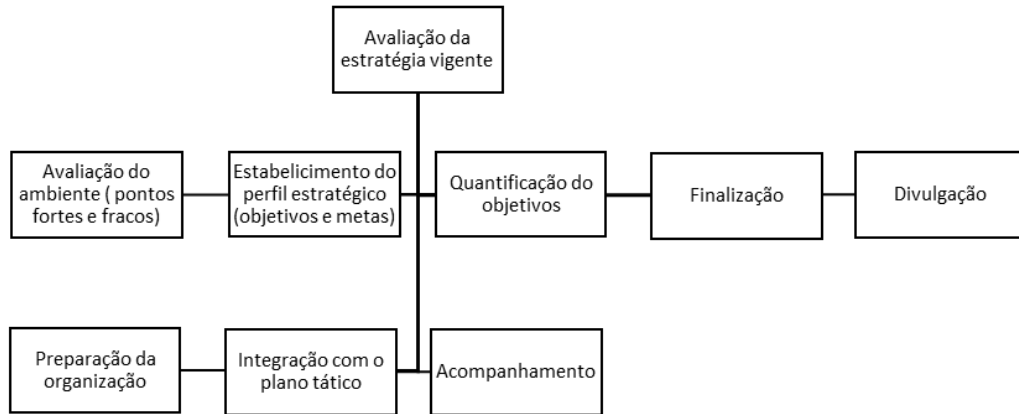 Avaliação da
estratégia vigente
Avaliação do
ambiente ( pontos
fortes e fracos)
Estabelicimento do
perfil estratégico
(objetivos e metas)
Quantificação do
objetivos
Finalização
Divulgação
Preparação da
organização
Integração com o
plano tático
Acompanhamento